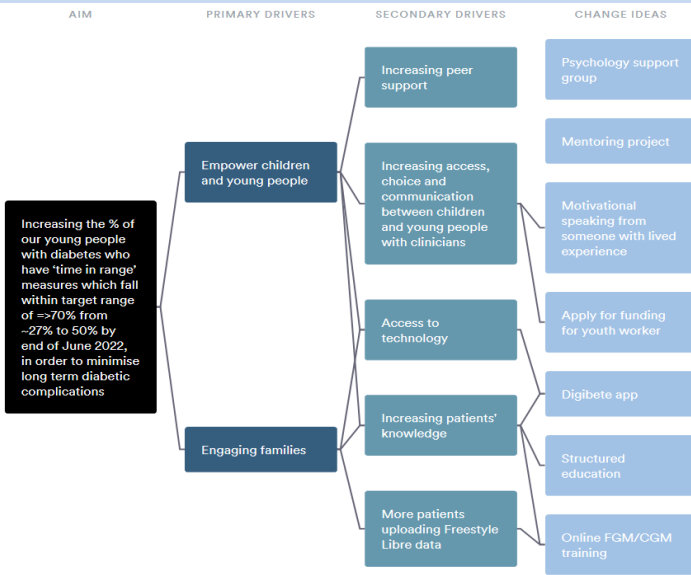 AIM
PRIMARY DRIVERS
SECONDARY DRIVERS
CHANGE IDEAS
Increasing the % of
our young people
with diabetes who
have ‘time in range’
measures which fall
within target range
of =>70% from
~27% to 50% by
end of June 2022,
in order to minimise
long term diabetic
complications
Empower children
and young people
Engaging families
Increasing peer
support
Increasing access,
choice and
communication
between children
and young people
with clinicians
Access to
technology
Increasing patients'
knowledge
More patients
uploading Freestyle
Libre data
Psychology support
group
Mentoring project
Motivational
speaking from
someone with lived
experience
Apply for funding
for youth worker
Digibete app
Structured
education
Online FGM/CGM
training